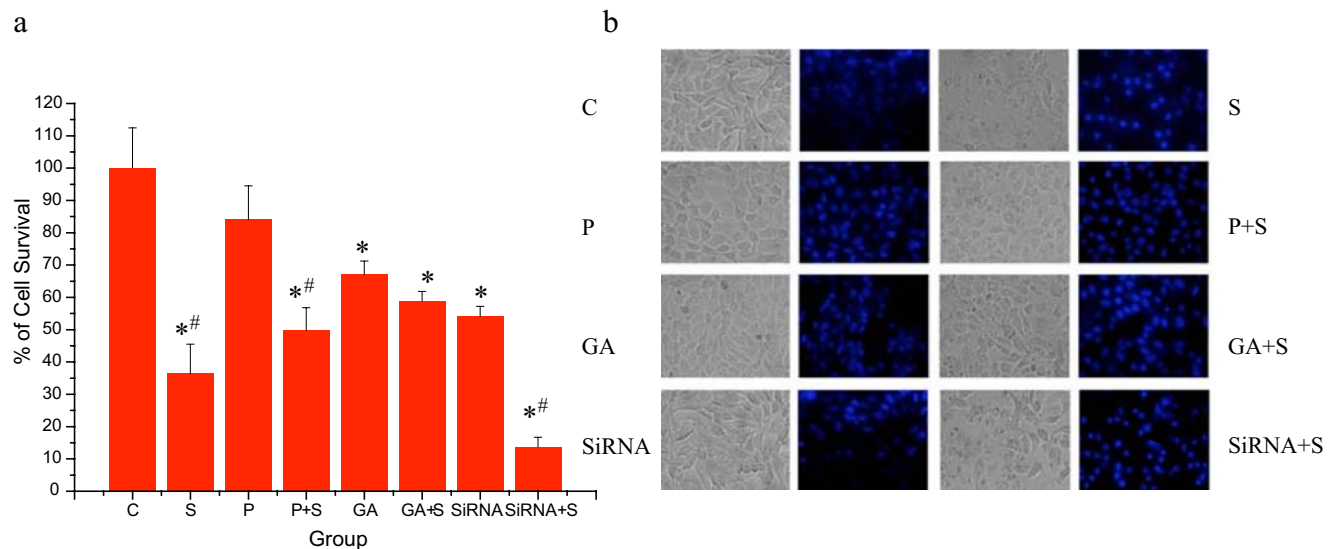 a
% of Cell Survival
120
110
100
90
80
70
60
50
40
30
20
10
0
*#
*#
*
*
*
*#
C S P P+S GA GA+S SiRNA SiRNA+S
Group
b
C
S
P
P+S
GA
GA+S
SiRNA
SiRNA+S